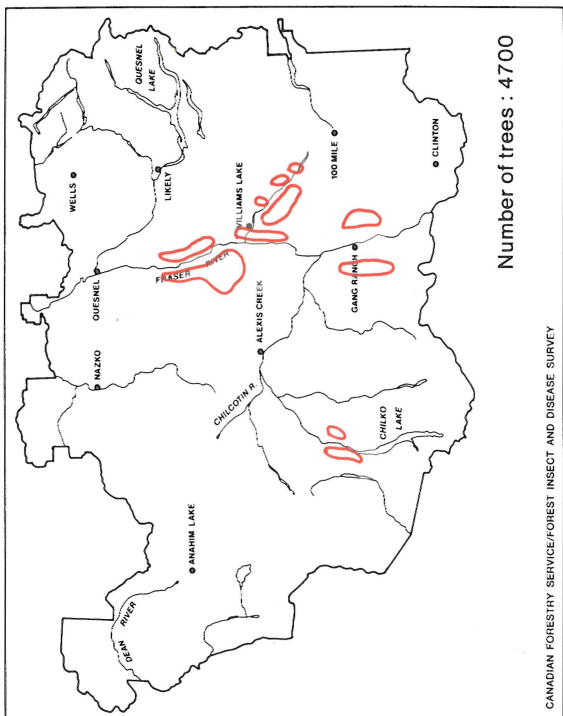 WELLS
NAZKO
QUESNEL
QUESNEL
LAKE
DEAN RIVER
LIKELY
FRASER RIVER
ANAHIM LAKE
CHILCOTIN R.
WILLIAMS LAKE
ALEXIS CREEK
100 MILE
GANG RANCH
CHILKO
LAKE
CLINTON
Number of trees : 4700
CANADIAN FORESTRY SERVICE/FOREST INSECT AND DISEASE SURVEY